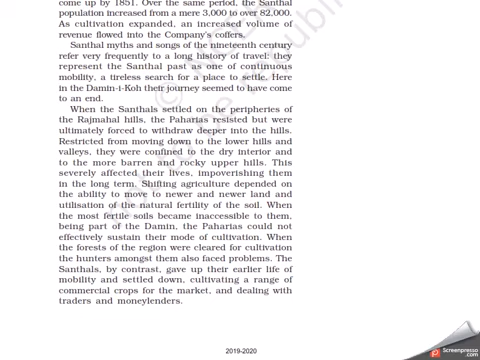 come up by 1851. Over the same period, the Santhal
population increased from a mere 3,000 to over 82,000.
As cultivation expanded, an increased volume of
revenue flowed into the Company's coffers.
Santhal myths and songs of the nineteenth century
refer very frequently to a long history of travel: they
represent the Santhal past as one of continuous
mobility, a tireless search for a place to settle. Here
in the Damin-i-Koh their journey seemed to have come
to an end.
When the Santhals settled on the peripheries of
the Rajmahal hills, the Paharias resisted but were
ultimately forced to withdraw deeper into the hills.
Restricted from moving down to the lower hills and
valleys, they were confined to the dry interior and
to the more barren and rocky upper hills. This
severely affected their lives, impoverishing them
in the long term. Shifting agriculture depended on
the ability to move to newer and newer land and
utilisation of the natural fertility of the soil. When
the most fertile soils became inaccessible to them,
being part of the Damin, the Paharias could not
effectively sustain their mode of cultivation. When
the forests of the region were cleared for cultivation
the hunters amongst them also faced problems. The
Santhals, by contrast, gave up their earlier life of
mobility and settled down, cultivating a range of
commercial crops for the market, and dealing with
traders and moneylenders.
2019-2020
Screenpresso